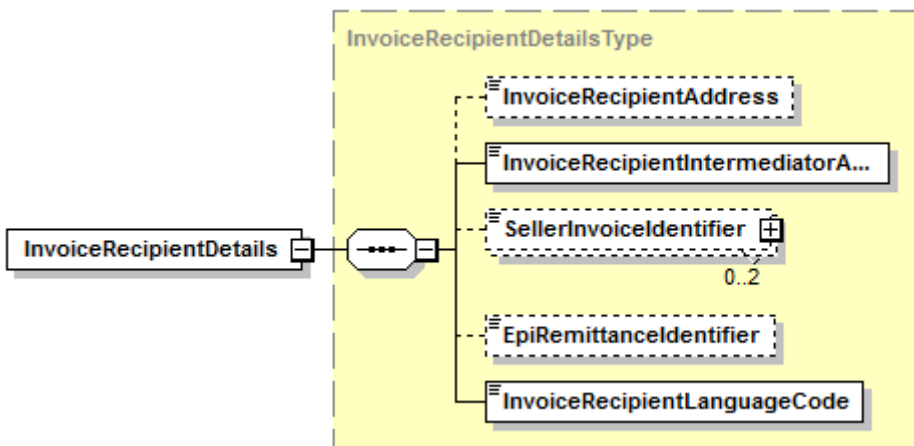 InvoiceRecipientDetailsType
InvoiceRecipientAddress
InvoiceRecipientIntermediatorA...
InvoiceRecipientDetails
SellerInvoiceIdentifier
0..2
EpiRemittanceIdentifier
InvoiceRecipientLanguageCode